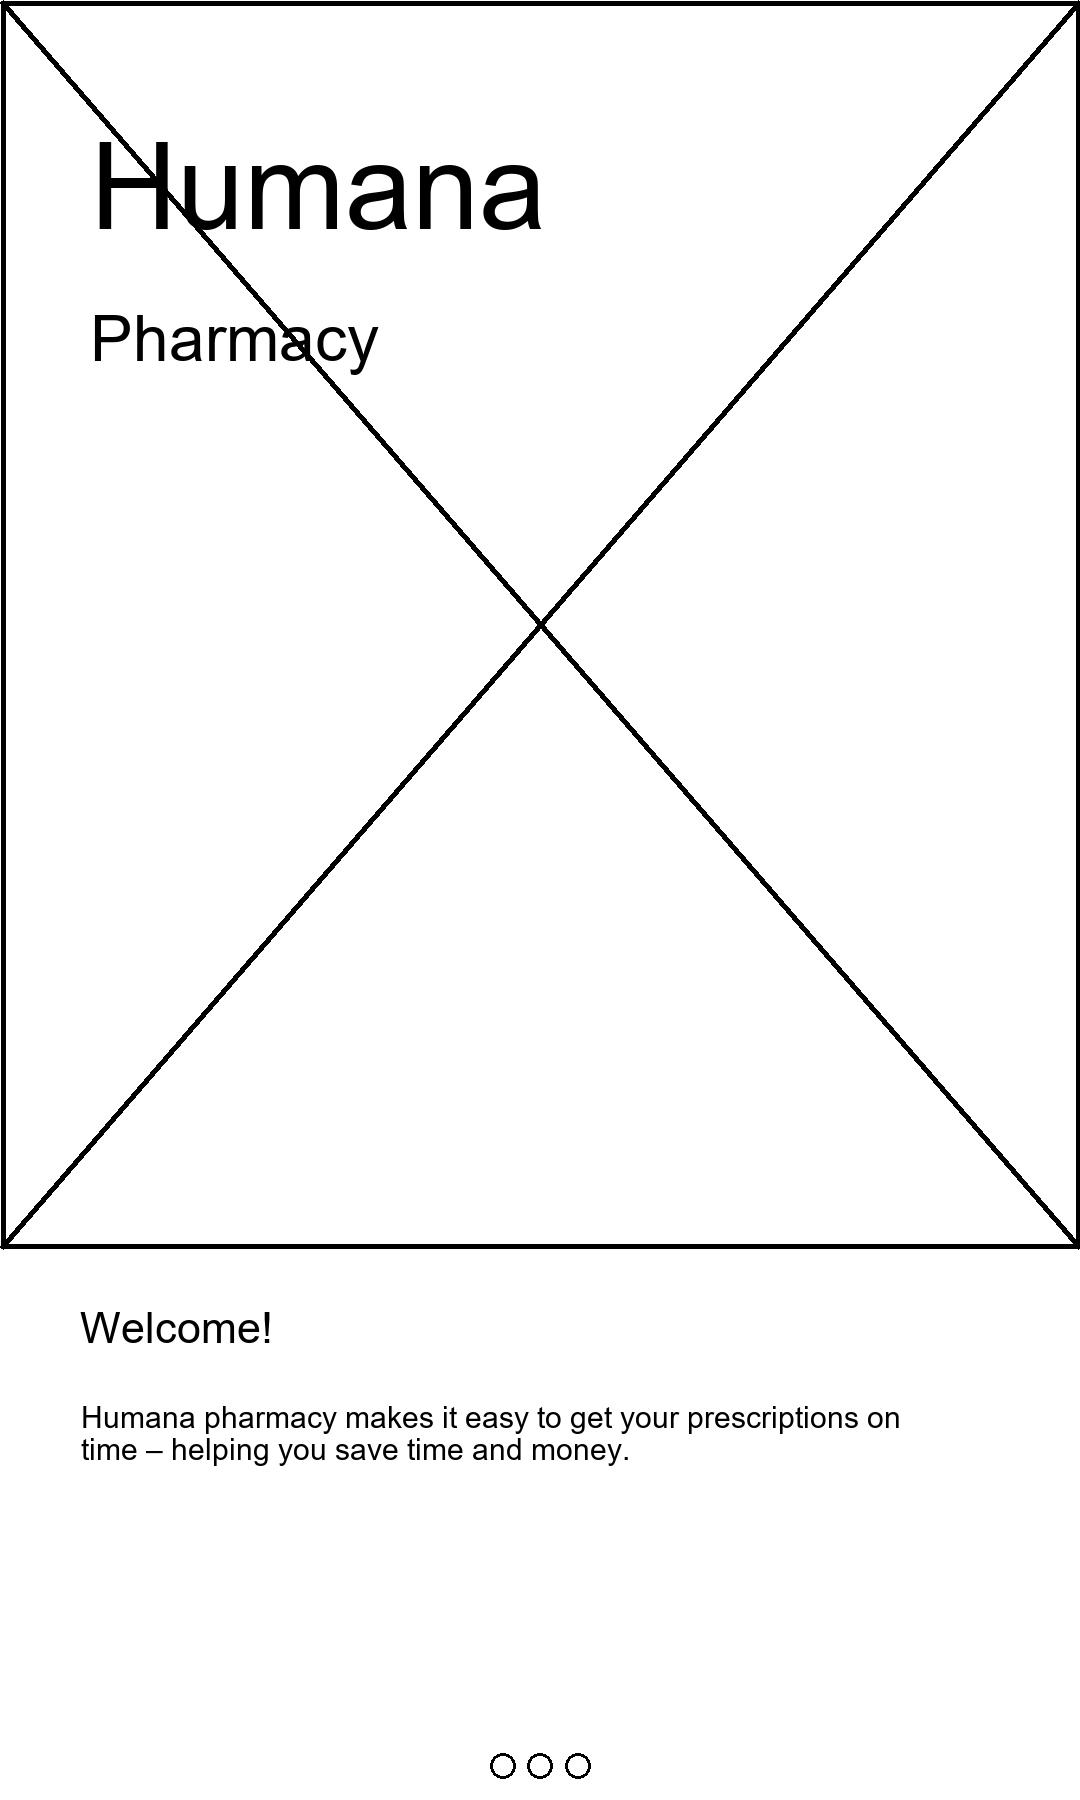 Humana
Pharmacy
Welcome!
Humana pharmacy makes it easy to get your prescriptions on
time – helping you save time and money.